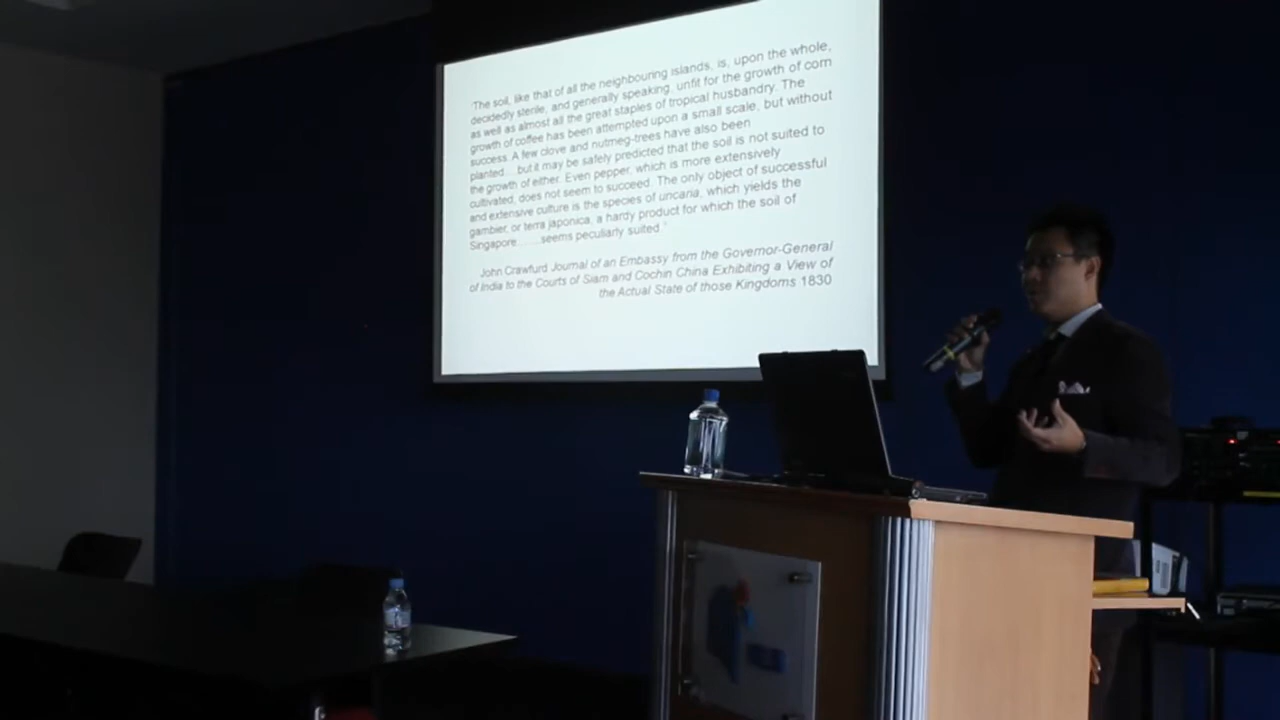 'The soil, like that of all the neighbouring islands, is, upon the whole,
decidedly sterile, and generally speaking, unfit for the growth of corn
as well as almost all the great staples of tropical husbandry. The
growth of coffee has been attempted upon a small scale, but without
success. A few clove and nutmeg-trees have also been
planted....but it may be safely predicted that the soil is not suited to
the growth of either. Even pepper, which is more extensively
cultivated, does not seem to succeed. The only object of successful
and extensive culture is the species of uncaria, which yields the
gambier, or terra japonica, a hardy product for which the soil of
Singapore.......seems peculiarly suited.'
John Crawfurd Journal of an Embassy from the Governor-General
of India to the Courts of Siam and Cochin China Exhibiting a View of
the Actual State of those Kingdoms 1830